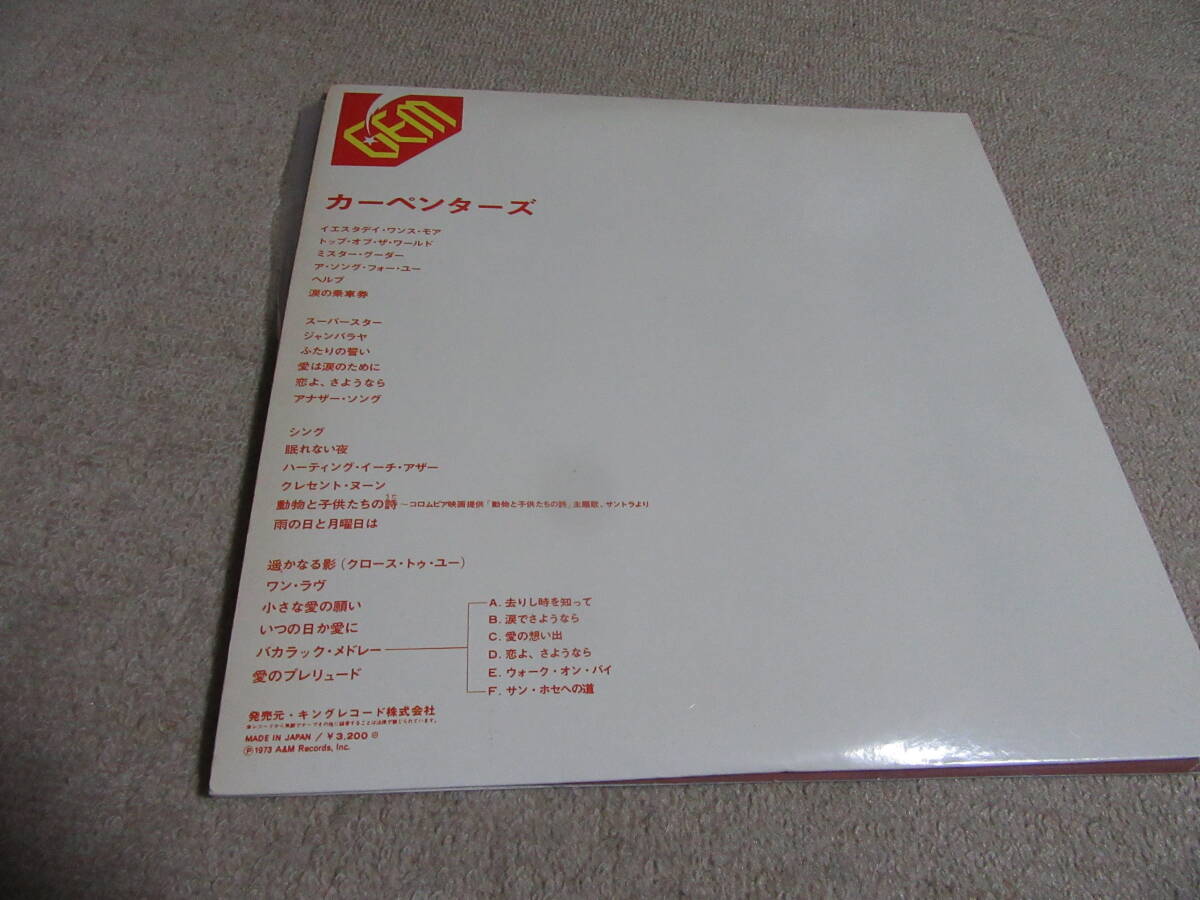 GEM
カーペンターズ
イエスタデイ・ワンス・モア
トップ・オブ・ザ・ワールド
ミスター・グーダー
ア・ソング・フォー・ユー
ヘルプ
涙の乗車券
スーパースター
ジャンバラヤ
ふたりの誓い
愛は涙のために
恋よ、さようなら
アナザー・ソング
シング
眠れない夜
ハーティング・イーチ・アザー
クレセント・ヌーン
うた
動物と子供たちの詩 ―コロムビア映画提供「動物と子供たちの詩」主題歌、サントラより
雨の日と月曜日は
遥かなる影(クロース・トゥ・ユー)
ワン・ラヴ
小さな愛の願い
いつの日か愛に
バカラック・メドレー
愛のプレリュード
A. 去りし時を知って
B. 涙でさようなら
C. 愛の想い出
D. 恋よ、さようなら
E. ウォーク・オン・バイ
F. サン・ホセへの道
発売元・キングレコード株式会社
MADE IN JAPAN / ¥3,200
Ⓟ1973 A&M Records, Inc.